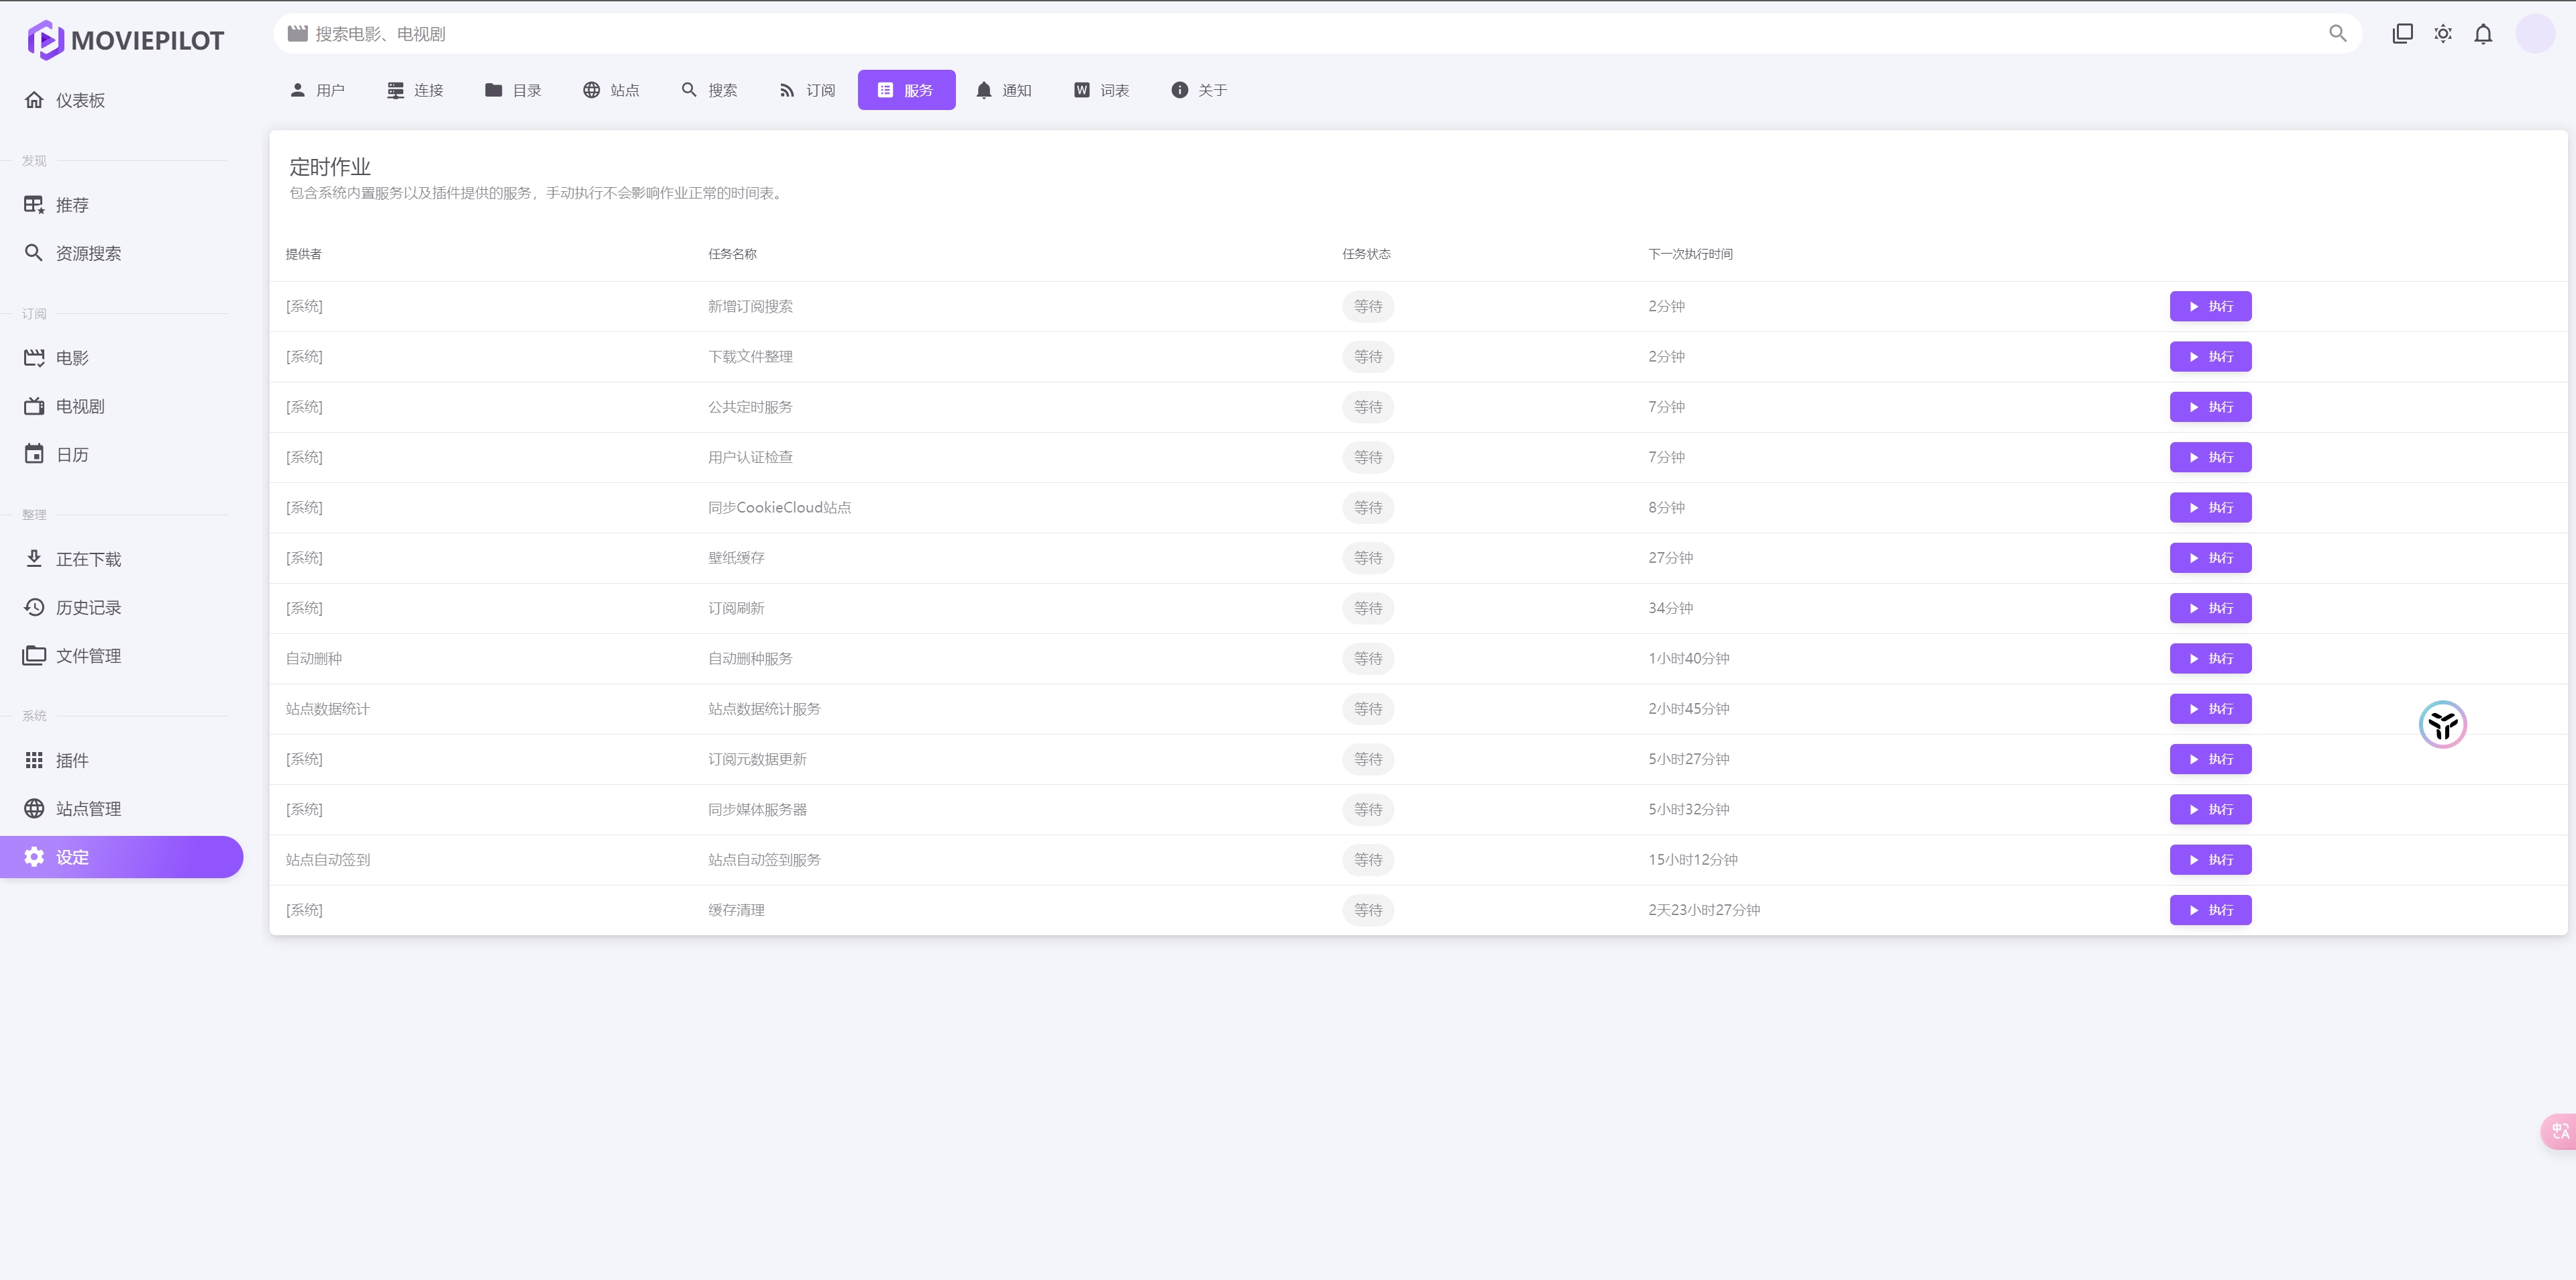 MOVIEPILOT
搜索电影、电视剧
仪表板
发现
推荐
资源搜索
订阅
电影
电视剧
日历
整理
正在下载
历史记录
文件管理
系统
插件
站点管理
设定
用户 连接 目录 站点 搜索 订阅 服务 通知 词表 关于
定时作业
包含系统内置服务以及插件提供的服务，手动执行不会影响作业正常的时间表。
提供者 任务名称 任务状态 下一次执行时间
[系统] 新增订阅搜索 等待 2分钟 执行
[系统] 下载文件整理 等待 2分钟 执行
[系统] 公共定时服务 等待 7分钟 执行
[系统] 用户认证检查 等待 7分钟 执行
[系统] 同步CookieCloud站点 等待 8分钟 执行
[系统] 壁纸缓存 等待 27分钟 执行
[系统] 订阅刷新 等待 34分钟 执行
自动删种 自动删种服务 等待 1小时40分钟 执行
站点数据统计 站点数据统计服务 等待 2小时45分钟 执行
[系统] 订阅元数据更新 等待 5小时27分钟 执行
[系统] 同步媒体服务器 等待 5小时32分钟 执行
站点自动签到 站点自动签到服务 等待 15小时12分钟 执行
[系统] 缓存清理 等待 2天23小时27分钟 执行